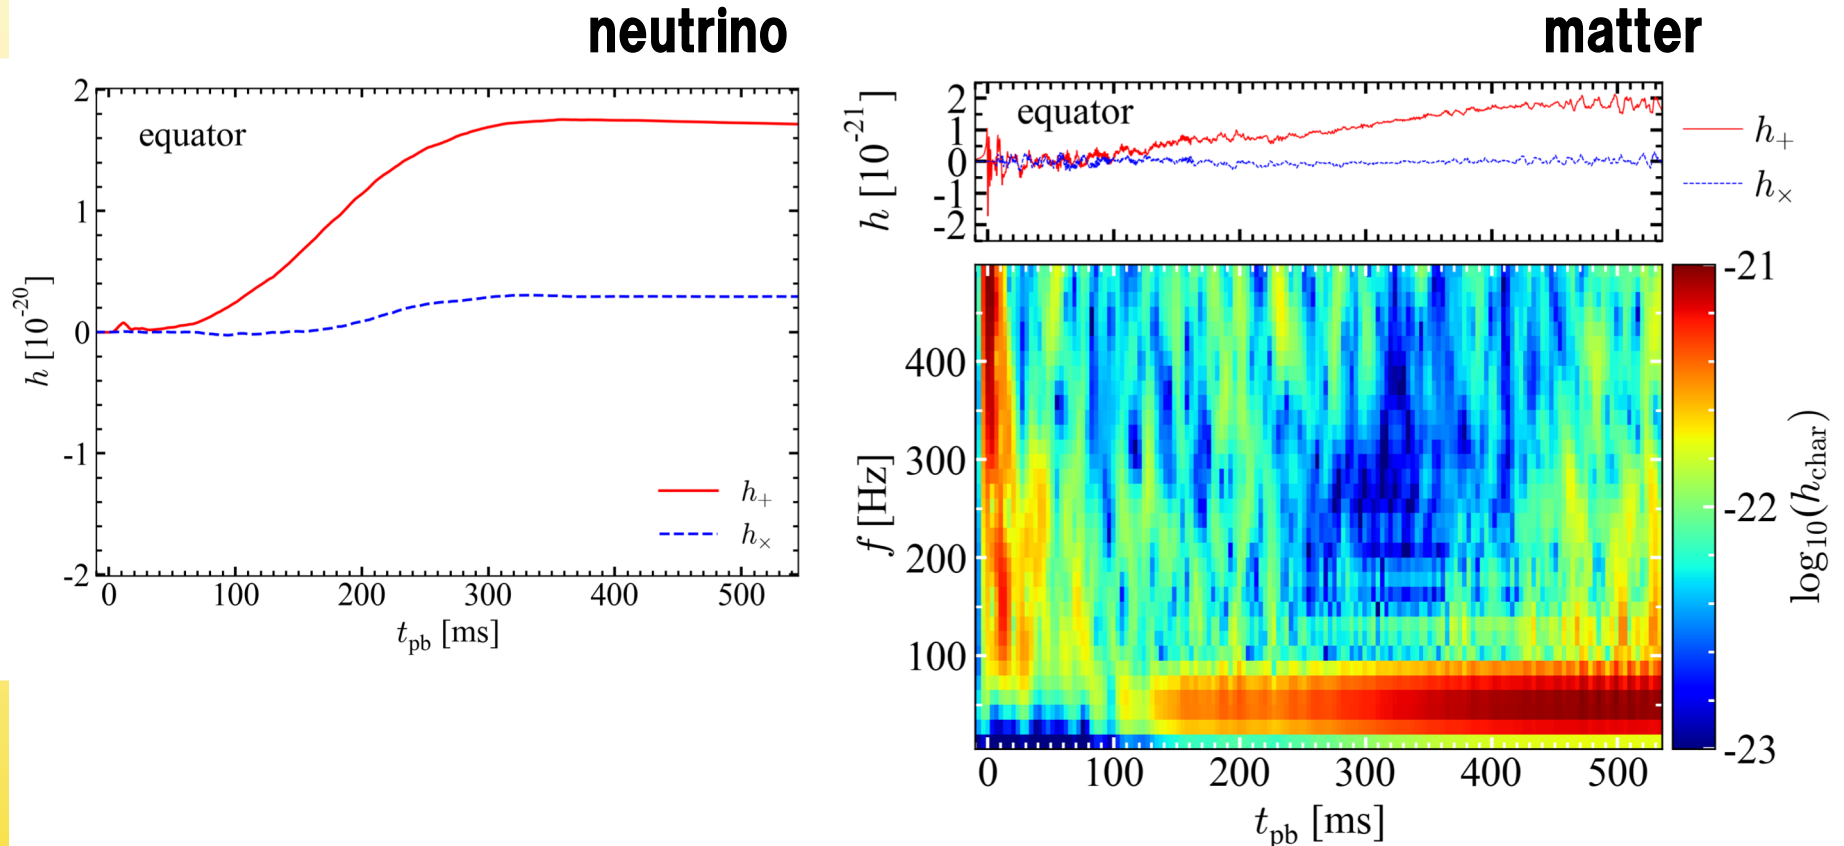 neutrino
2
1
0
-1
-2
h [10⁻²⁰]
equator
h₊
hₓ
0 100 200 300 400 500
t_pb [ms]
matter
2
1
0
-1
-2
h [10⁻²¹]
equator
h₊
hₓ
400
300
200
100
f [Hz]
0 100 200 300 400 500
t_pb [ms]
-21
-22
-23
log₁₀(h_char)